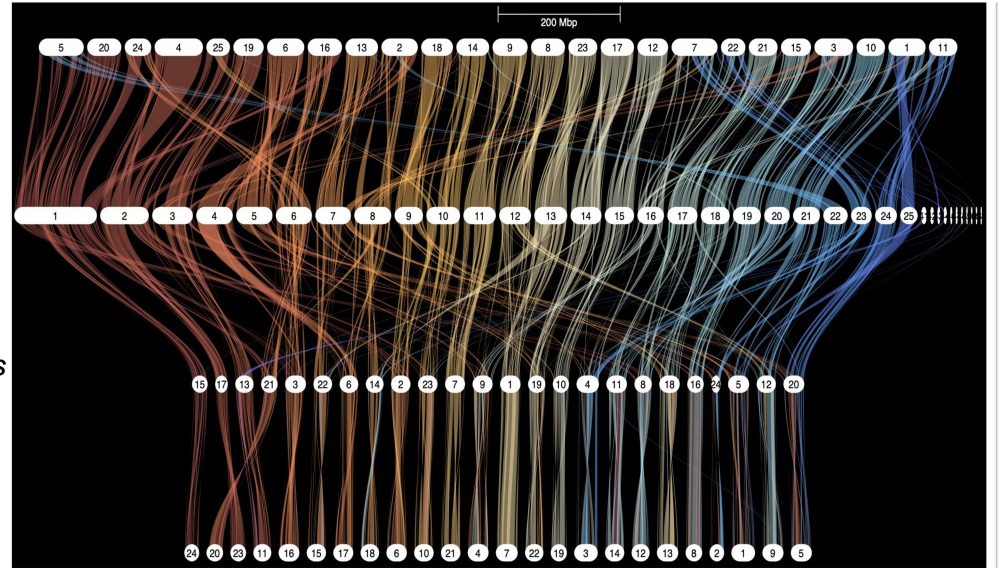 200 Mbp
5 20 24 4 25 19 6 16 13 2 18 14 9 8 23 17 12 7 22 21 15 3 10 1 11
1 2 3 4 5 6 7 8 9 10 11 12 13 14 15 16 17 18 19 20 21 22 23 24 25
s
15 17 13 21 3 22 6 14 2 23 7 9 1 19 10 4 11 8 18 16 24 5 12 20
24 20 23 11 16 15 17 18 6 10 21 4 7 22 19 3 14 12 13 8 2 1 9 5